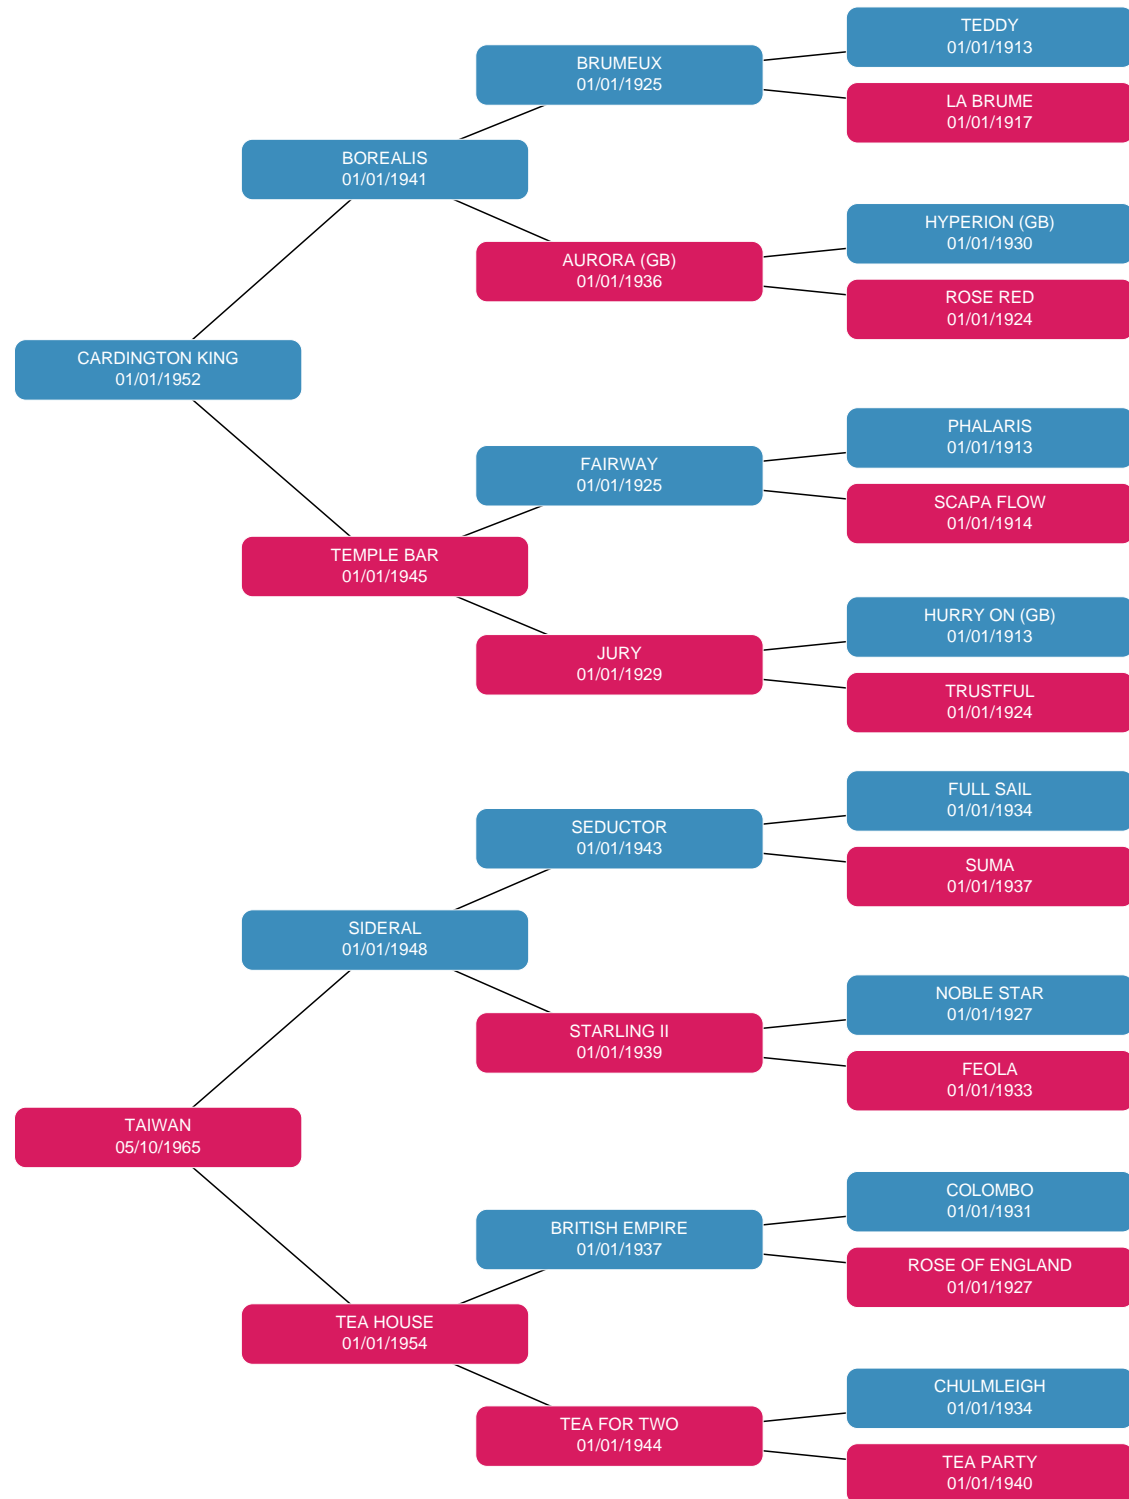 TEDDY
01/01/1913
BRUMEUX
01/01/1925
LA BRUME
01/01/1917
BOREALIS
01/01/1941
HYPERION (GB)
01/01/1930
AURORA (GB)
01/01/1936
ROSE RED
01/01/1924
CARDINGTON KING
01/01/1952
PHALARIS
01/01/1913
FAIRWAY
01/01/1925
SCAPA FLOW
01/01/1914
TEMPLE BAR
01/01/1945
HURRY ON (GB)
01/01/1913
JURY
01/01/1929
TRUSTFUL
01/01/1924
FULL SAIL
01/01/1934
SEDUCTOR
01/01/1943
SUMA
01/01/1937
SIDERAL
01/01/1948
NOBLE STAR
01/01/1927
STARLING II
01/01/1939
FEOLA
01/01/1933
TAIWAN
05/10/1965
COLOMBO
01/01/1931
BRITISH EMPIRE
01/01/1937
ROSE OF ENGLAND
01/01/1927
TEA HOUSE
01/01/1954
CHULMLEIGH
01/01/1934
TEA FOR TWO
01/01/1944
TEA PARTY
01/01/1940